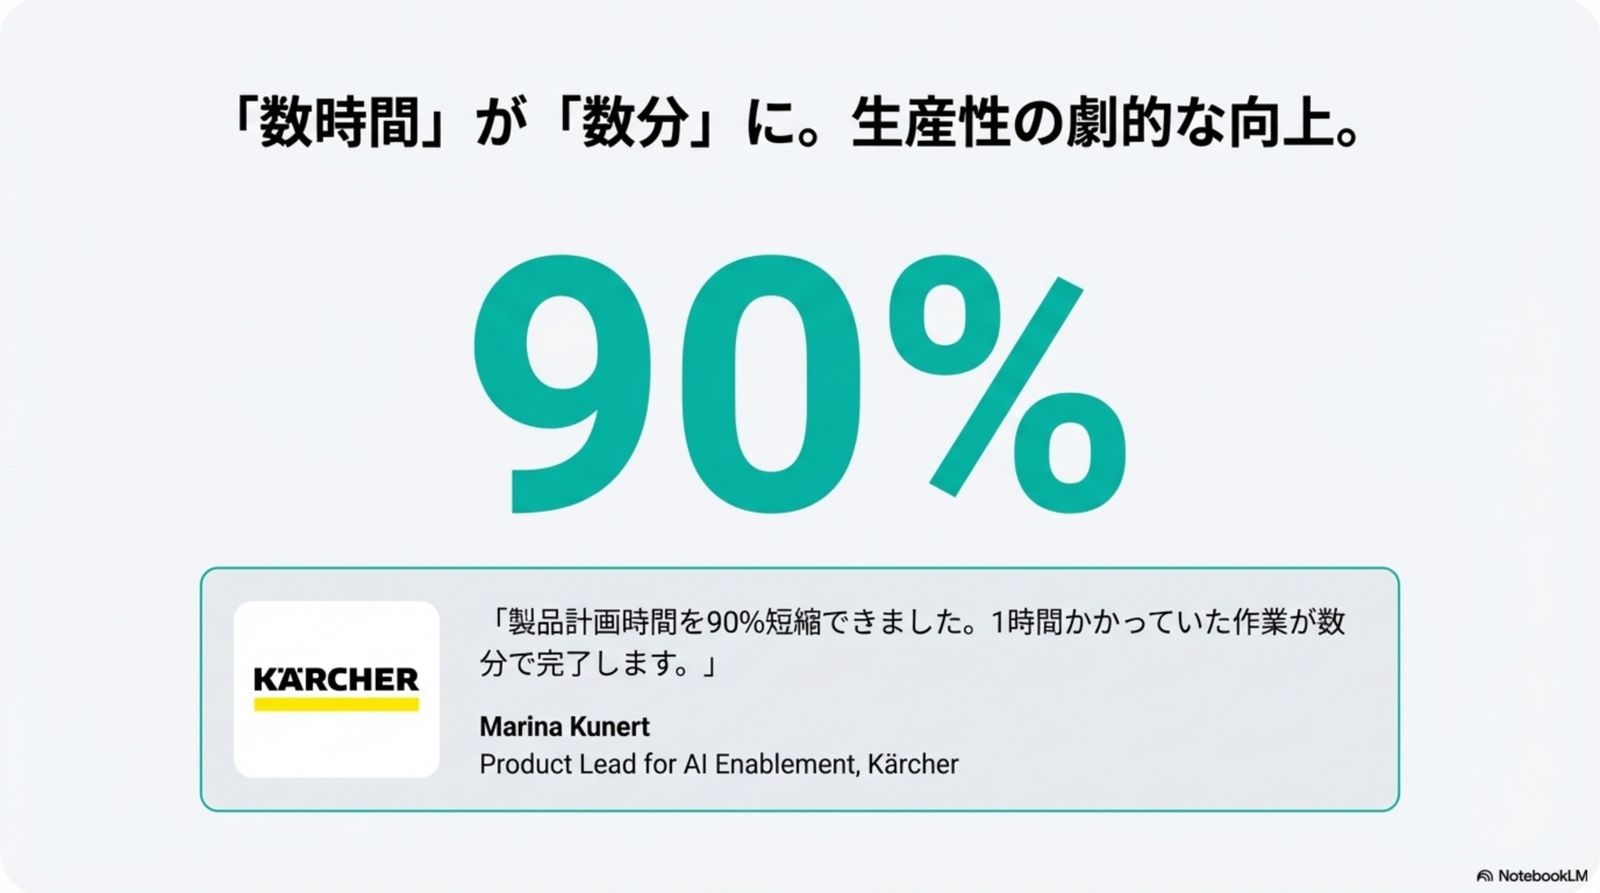 「数時間」が「数分」に。生産性の劇的な向上。
90%
KÄRCHER
「製品計画時間を90%短縮できました。1時間かかっていた作業が数
分で完了します。」
Marina Kunert
Product Lead for AI Enablement, Kärcher
NotebookLM